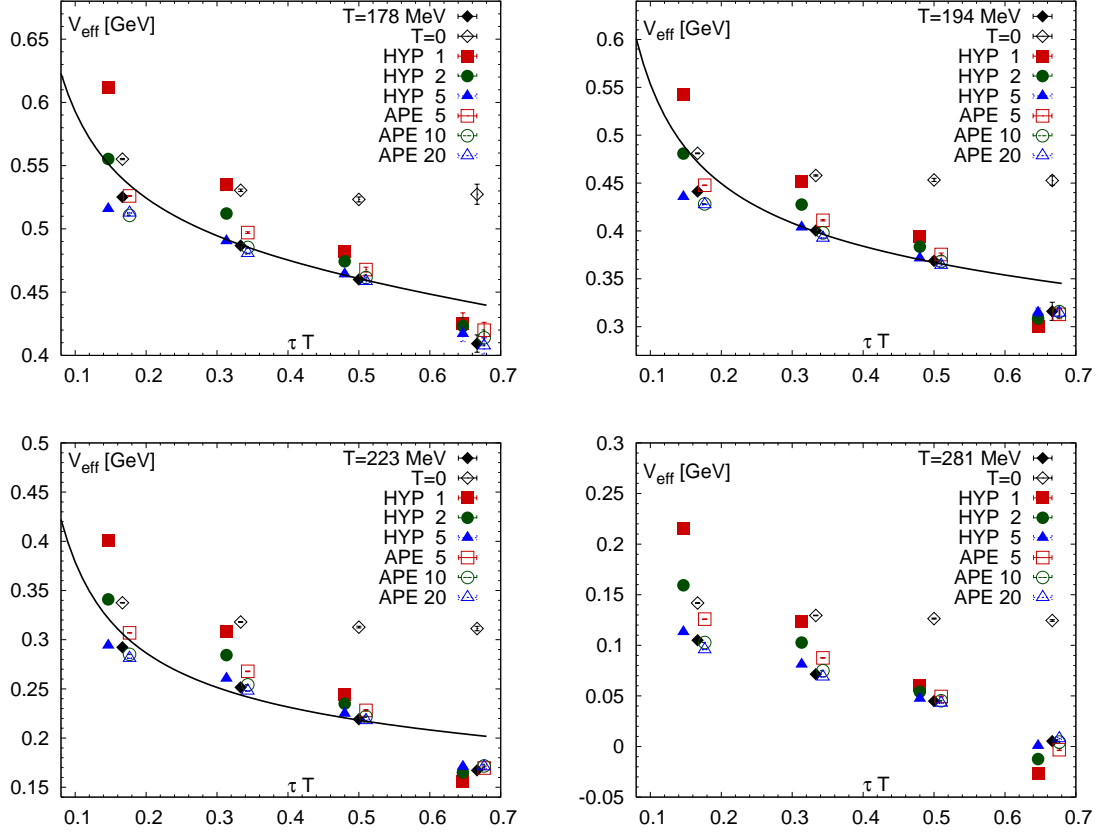 V_eff [GeV]
T=178 MeV
T=0
HYP 1
HYP 2
HYP 5
APE 5
APE 10
APE 20
0.65
0.6
0.55
0.5
0.45
0.4
0.1 0.2 0.3 0.4 0.5 0.6 0.7
τ T
V_eff [GeV]
T=194 MeV
T=0
HYP 1
HYP 2
HYP 5
APE 5
APE 10
APE 20
0.6
0.55
0.5
0.45
0.4
0.35
0.3
0.1 0.2 0.3 0.4 0.5 0.6 0.7
τ T
V_eff [GeV]
T=223 MeV
T=0
HYP 1
HYP 2
HYP 5
APE 5
APE 10
APE 20
0.5
0.45
0.4
0.35
0.3
0.25
0.2
0.15
0.1 0.2 0.3 0.4 0.5 0.6 0.7
τ T
V_eff [GeV]
T=281 MeV
T=0
HYP 1
HYP 2
HYP 5
APE 5
APE 10
APE 20
0.3
0.25
0.2
0.15
0.1
0.05
0
-0.05
0.1 0.2 0.3 0.4 0.5 0.6 0.7
τ T